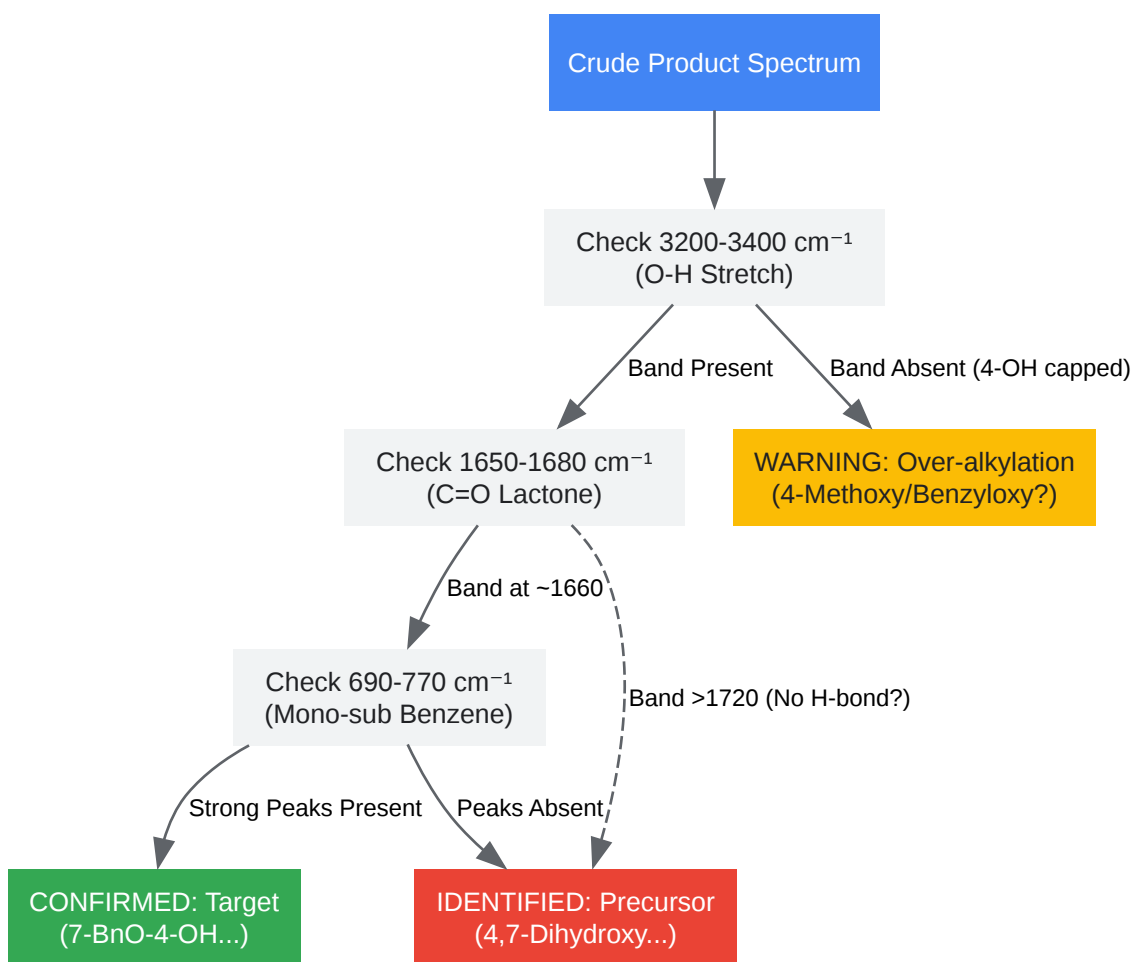 Crude Product Spectrum
Check 3200-3400 cm⁻¹
(O-H Stretch)
Band Present
Band Absent (4-OH capped)
Check 1650-1680 cm⁻¹
(C=O Lactone)
WARNING: Over-alkylation
(4-Methoxy/Benzyloxy?)
Band at ~1660
Check 690-770 cm⁻¹
(Mono-sub Benzene)
Band >1720 (No H-bond?)
Strong Peaks Present
Peaks Absent
CONFIRMED: Target
(7-BnO-4-OH...)
IDENTIFIED: Precursor
(4,7-Dihydroxy...)